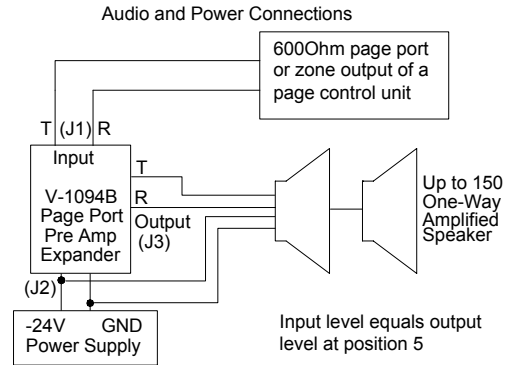 Audio and Power Connections
600Ohm page port
or zone output of a
page control unit
T (J1) R
Input
V-1094B
Page Port
Pre Amp
Expander
T
R
Output
(J3)
Up to 150
One-Way
Amplified
Speaker
(J2)
-24V GND
Power Supply
Input level equals output
level at position 5